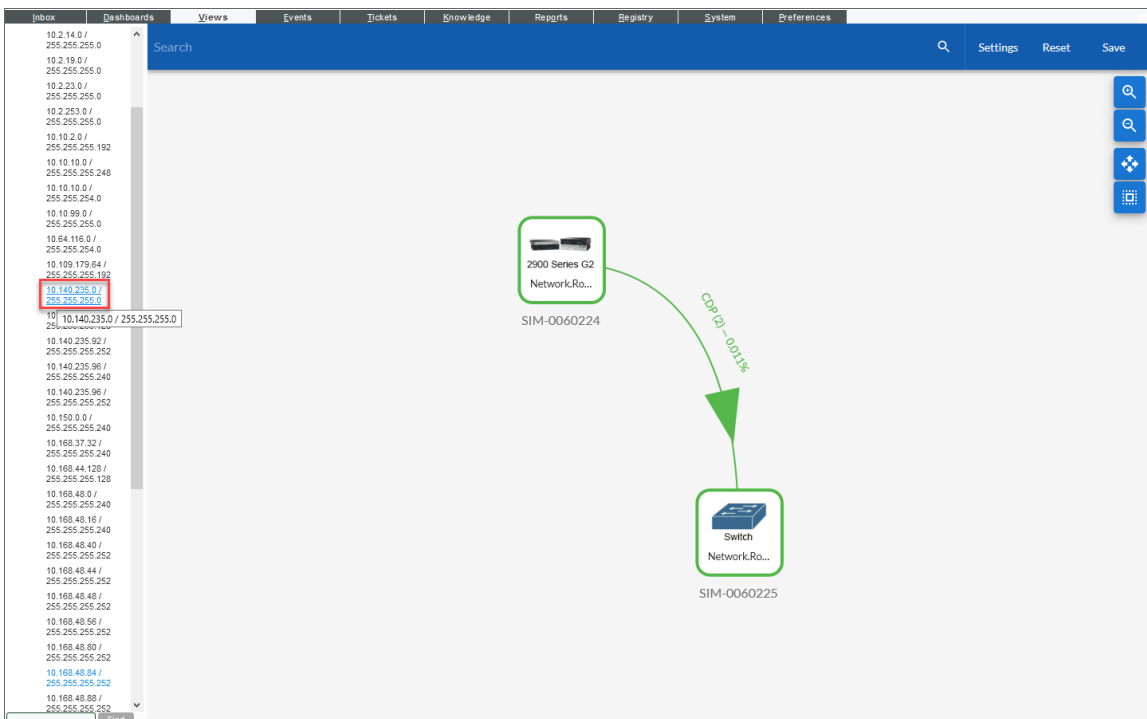 Inbox
Dashboards
Views
Events
Tickets
Knowledge
Reports
Registry
System
Preferences
Search
Settings
Reset
Save
10.2.14.0 /
255.255.255.0
10.2.19.0 /
255.255.255.0
10.2.23.0 /
255.255.255.0
10.2.253.0 /
255.255.255.0
10.10.2.0 /
255.255.255.192
10.10.10.0 /
255.255.255.248
10.10.10.0 /
255.255.254.0
10.10.99.0 /
255.255.255.0
10.64.116.0 /
255.255.254.0
10.109.179.64 /
255.255.255.192
10.140.235.0 /
255.255.255.0
10.140.235.0 / 255.255.255.0
10.140.235.92 /
255.255.255.252
10.140.235.96 /
255.255.255.240
10.140.235.96 /
255.255.255.252
10.150.0.0 /
255.255.255.240
10.168.37.32 /
255.255.255.240
10.168.44.128 /
255.255.255.128
10.168.48.0 /
255.255.255.240
10.168.48.16 /
255.255.255.240
10.168.48.40 /
255.255.255.252
10.168.48.44 /
255.255.255.252
10.168.48.48 /
255.255.255.252
10.168.48.56 /
255.255.255.252
10.168.48.80 /
255.255.255.252
10.168.48.84 /
255.255.255.252
10.168.48.88 /
255.255.255.252
Find
2900 Series G2
Network.Ro...
SIM-0060224
CDP (2) – 0.011%
Switch
Network.Ro...
SIM-0060225